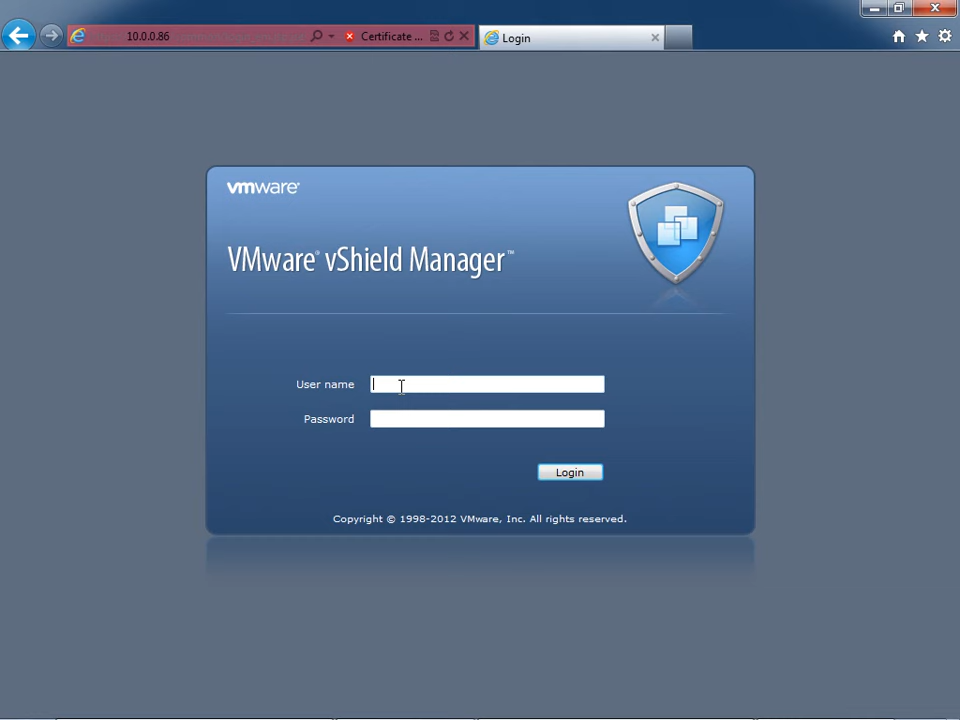 10.0.0.86
Certificate ...
Login
vmware®
VMware® vShield Manager™
User name
Password
Login
Copyright © 1998-2012 VMware, Inc. All rights reserved.